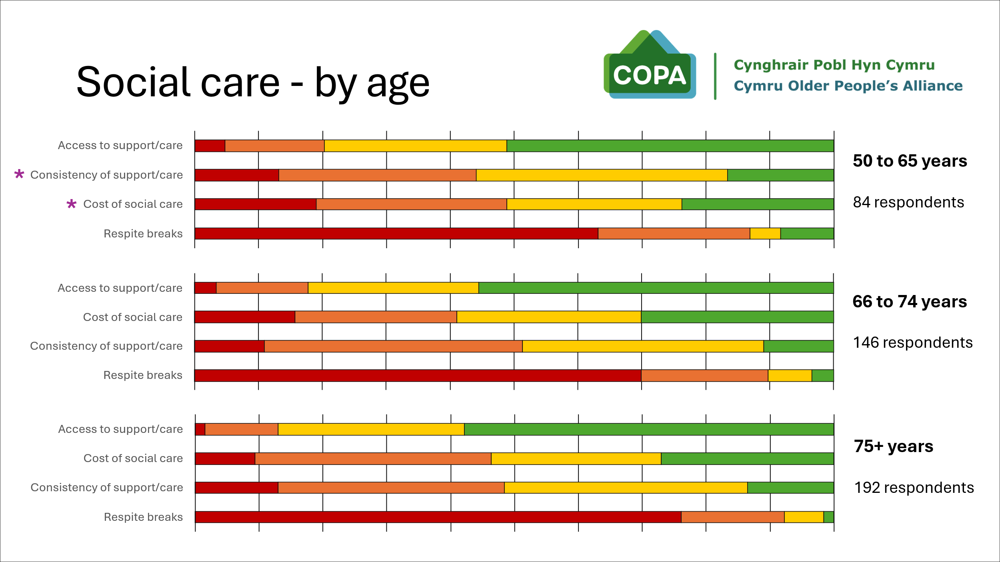 Social care - by age
COPA
Cynghrair Pobl Hyn Cymru
Cymru Older People’s Alliance
Access to support/care
* Consistency of support/care
* Cost of social care
Respite breaks
50 to 65 years
84 respondents
Access to support/care
Cost of social care
Consistency of support/care
Respite breaks
66 to 74 years
146 respondents
Access to support/care
Cost of social care
Consistency of support/care
Respite breaks
75+ years
192 respondents